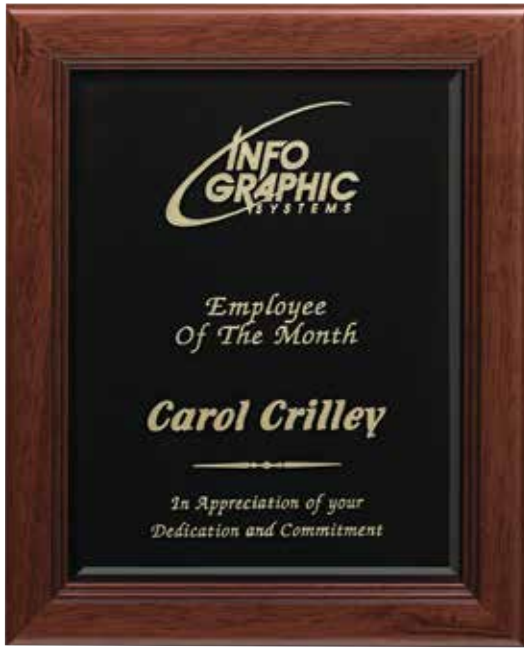 INFO
GRAPHIC
SYSTEMS
Employee
Of The Month
Carol Crilley
In Appreciation of your
Dedication and Commitment